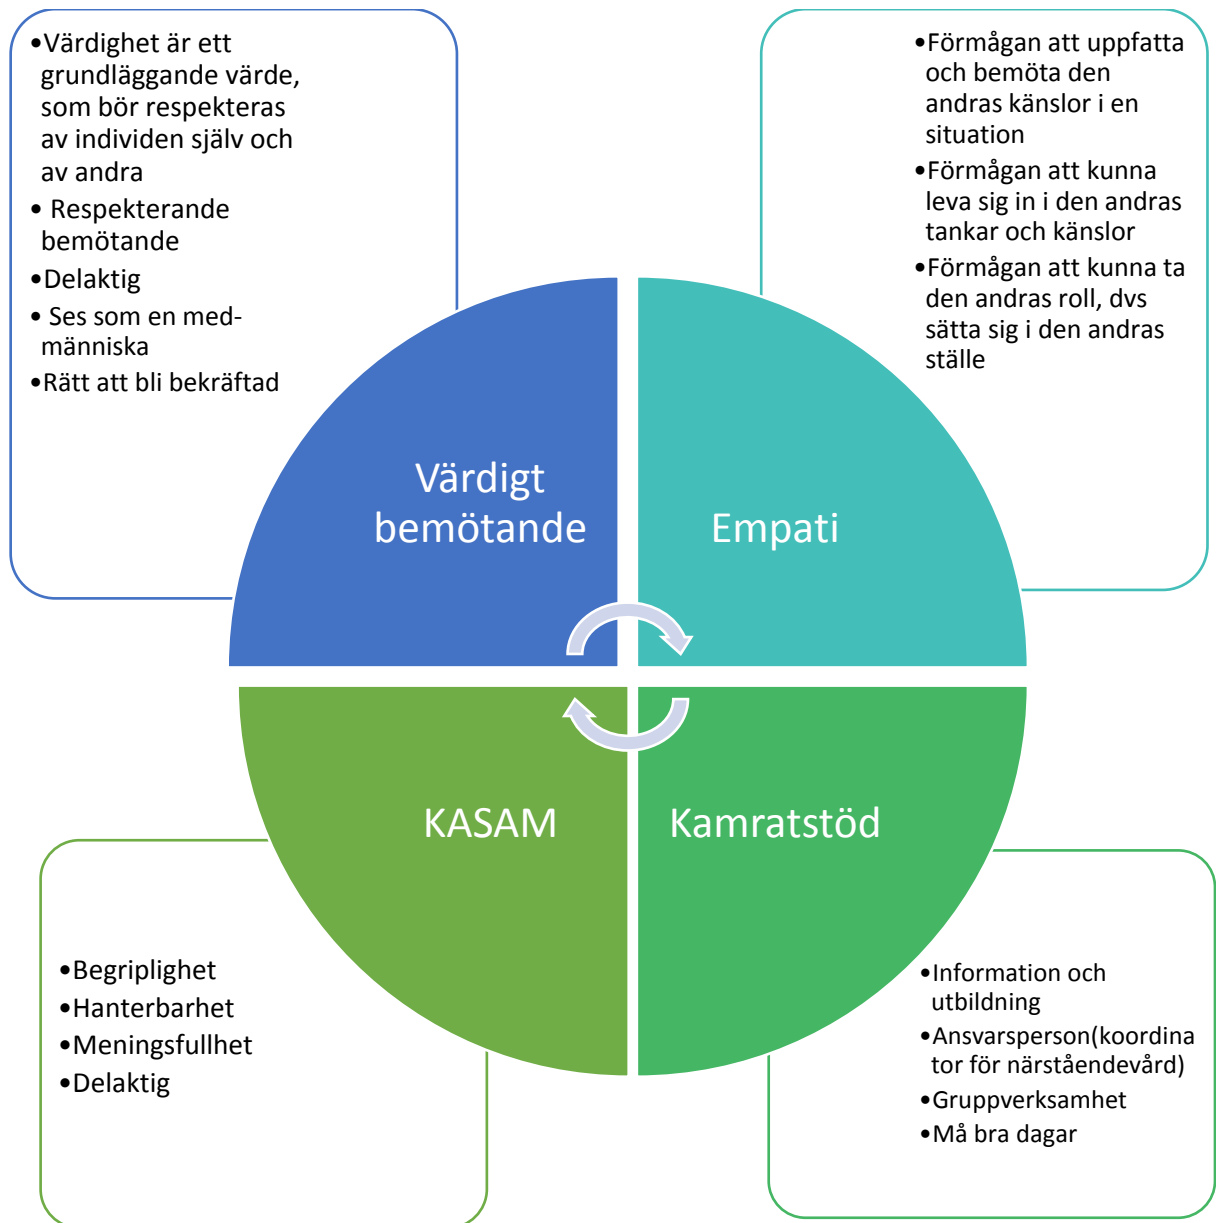 •Värdighet är ett
grundläggande värde,
som bör respekteras
av individen själv och
av andra
• Respekterande
bemötande
•Delaktig
• Ses som en med-
människa
•Rätt att bli bekräftad
•Förmågan att uppfatta
och bemöta den
andras känslor i en
situation
•Förmågan att kunna
leva sig in i den andras
tankar och känslor
•Förmågan att kunna ta
den andras roll, dvs
sätta sig i den andras
ställe
Värdigt
bemötande
Empati
KASAM
Kamratstöd
•Begriplighet
•Hanterbarhet
•Meningsfullhet
•Delaktig
•Information och
utbildning
•Ansvarsperson(koordina
tor för närståendevård)
•Gruppverksamhet
•Må bra dagar